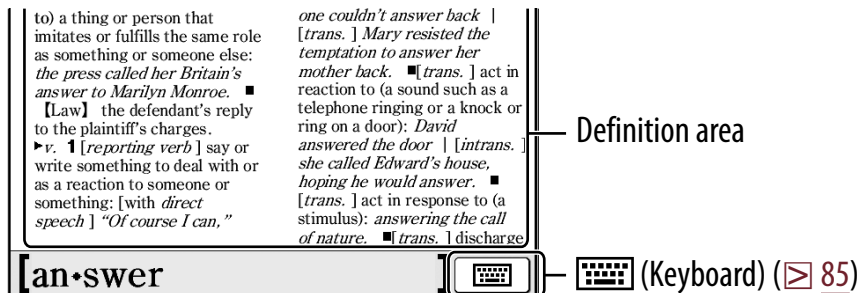 to) a thing or person that
imitates or fulfills the same role
as something or someone else:
the press called her Britain's
answer to Marilyn Monroe. ■
【Law】 the defendant's reply
to the plaintiff's charges.
▶v. 1 [reporting verb ] say or
write something to deal with or
as a reaction to someone or
something: [with direct
speech ] “Of course I can,”
one couldn't answer back |
[trans. ] Mary resisted the
temptation to answer her
mother back. ■[trans. ] act in
reaction to (a sound such as a
telephone ringing or a knock or
ring on a door): David
answered the door | [intrans. ]
she called Edward's house,
hoping he would answer. ■
[trans. ] act in response to (a
stimulus): answering the call
of nature. ■[trans. ] discharge
Definition area
[an•swer]
(Keyboard) (85)